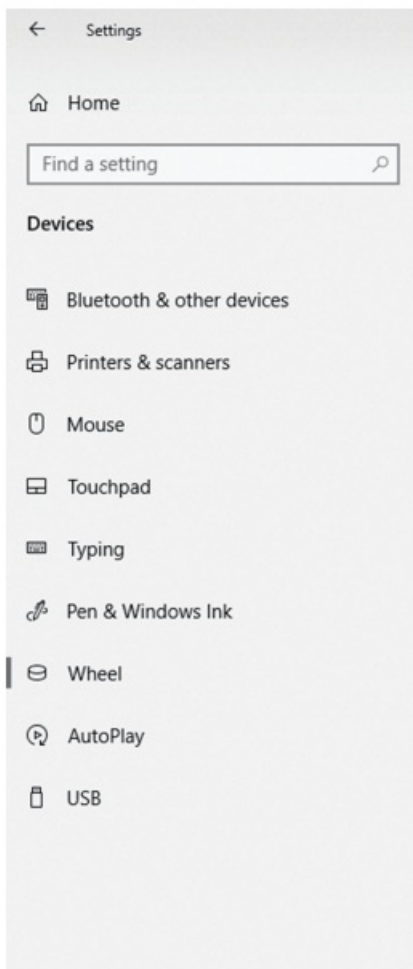 Settings
Home
Find a setting
Devices
Bluetooth & other devices
Printers & scanners
Mouse
Touchpad
Typing
Pen & Windows Ink
Wheel
AutoPlay
USB